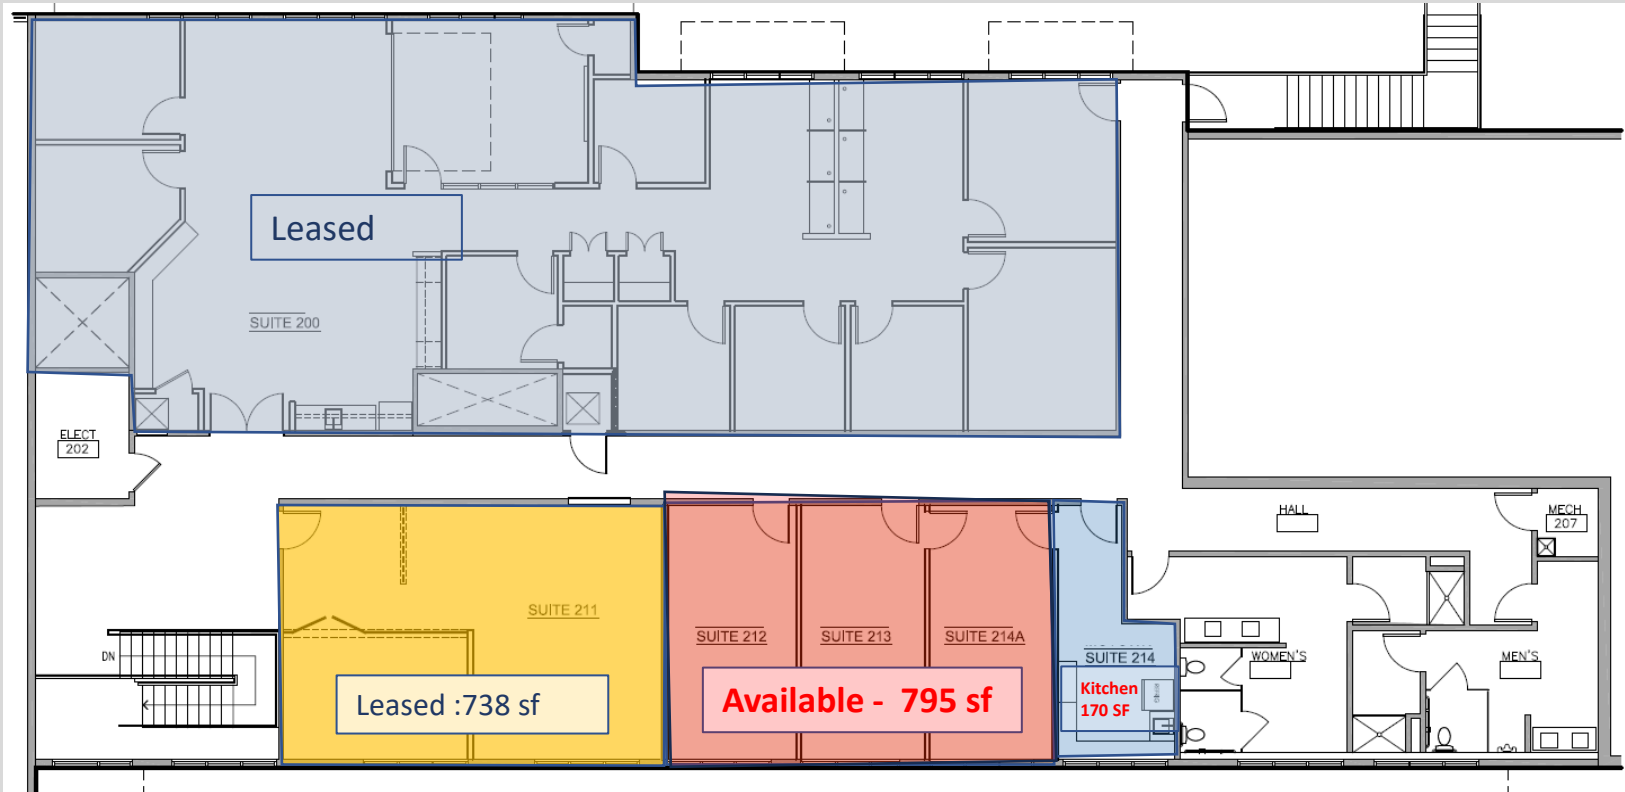 Leased
SUITE 200
ELECT
202
HALL
MECH
207
SUITE 211
SUITE 212
SUITE 213
SUITE 214A
SUITE 214
DN
WOMEN'S
MEN'S
Leased :738 sf
Available - 795 sf
Kitchen
170 SF